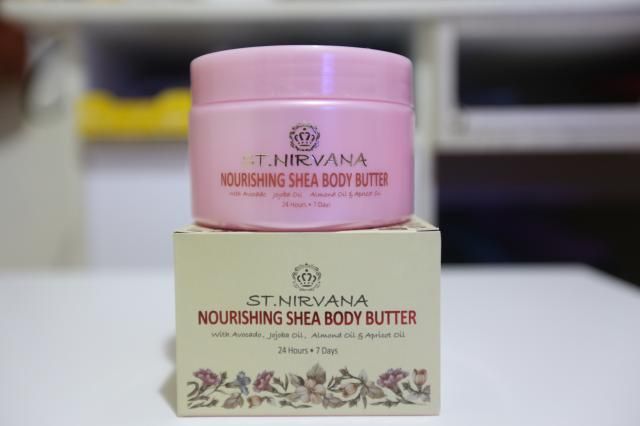 ST.NIRVANA
NOURISHING SHEA BODY BUTTER
with Avocado Jojoba Oil Almond Oil & Apricot Oil
24 Hours • 7 Days
ST.NIRVANA
NOURISHING SHEA BODY BUTTER
With Avocado, Jojoba Oil, Almond Oil & Apricot Oil
24 Hours • 7 Days